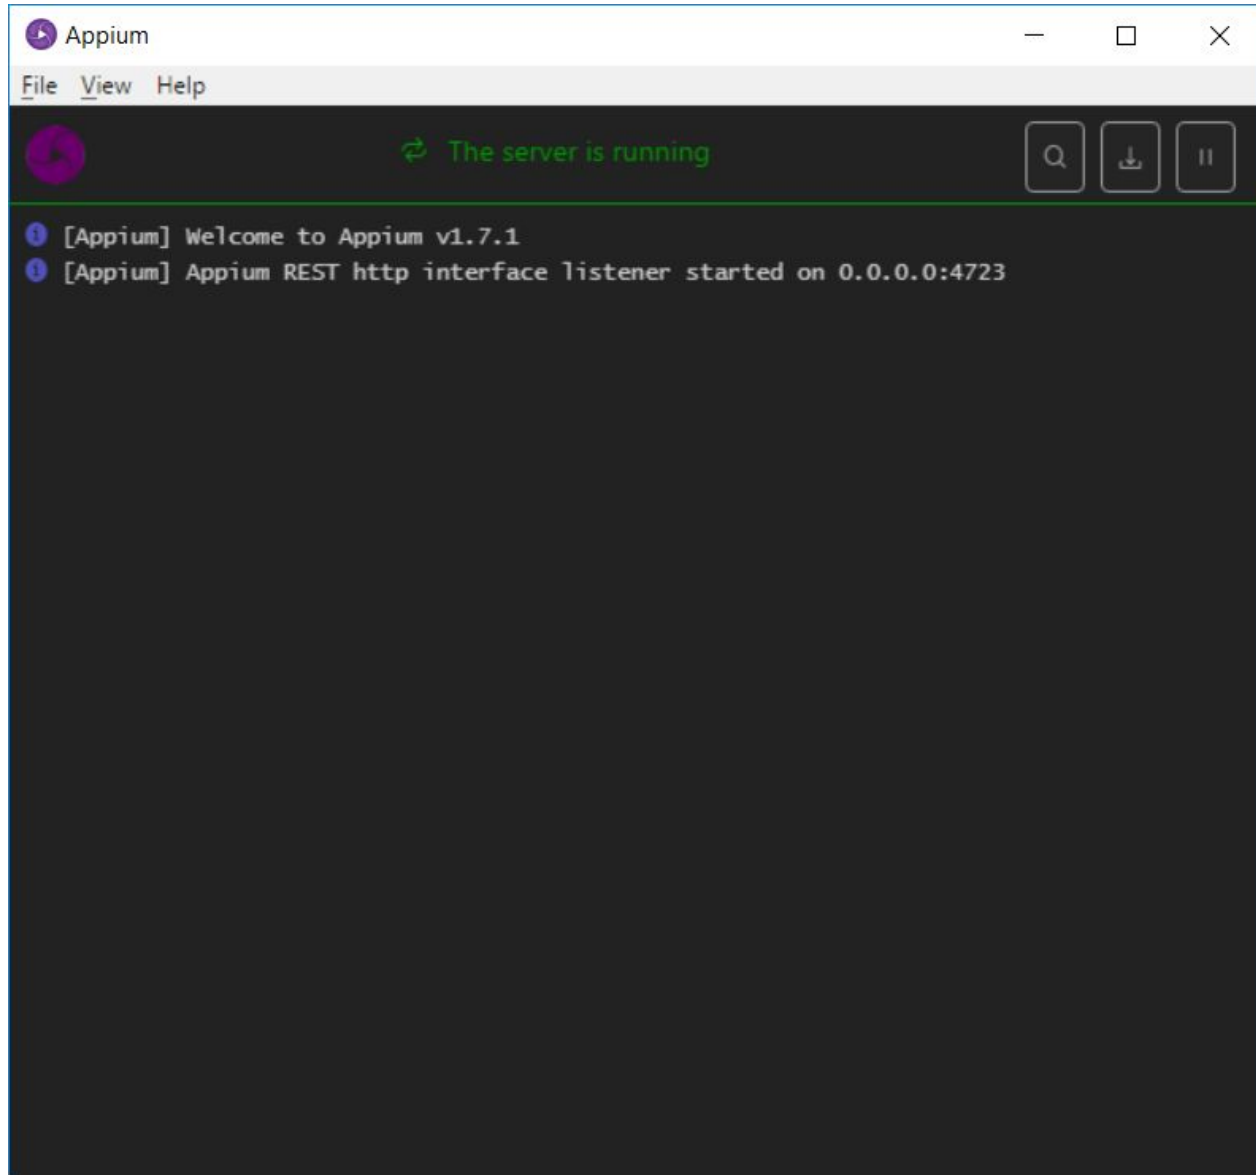 Appium
File View Help
The server is running
[Appium] Welcome to Appium v1.7.1
[Appium] Appium REST http interface listener started on 0.0.0.0:4723